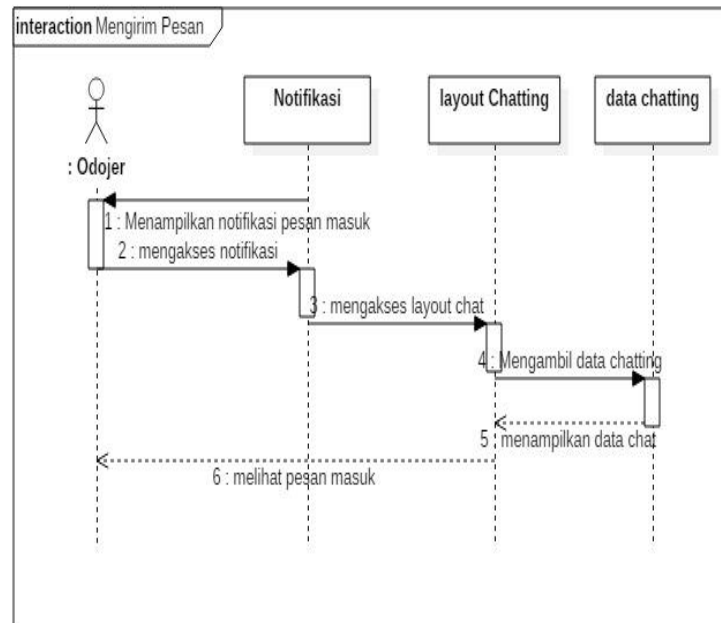 interaction Mengirim Pesan
Notifikasi
layout Chatting
data chatting
: Odojer
1 : Menampilkan notifikasi pesan masuk
2 : mengakses notifikasi
3 : mengakses layout chat
4 : Mengambil data chatting
5 : menampilkan data chat
6 : melihat pesan masuk